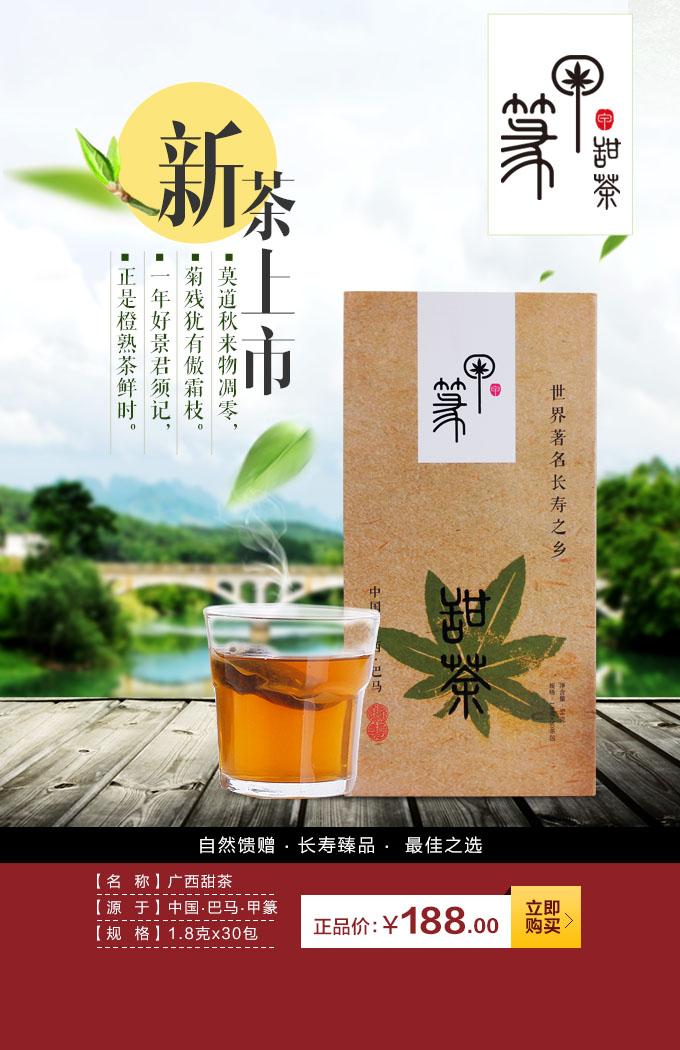 甲篆
甜茶
新茶上市
■莫道秋来物凋零，
■菊残犹有傲霜枝。
■一年好景君须记，
■正是橙熟茶鲜时。
甲篆
世界著名长寿之乡
甜茶
中国
巴马
自然馈赠 · 长寿臻品 · 最佳之选
【名 称】广西甜茶
【源 于】中国·巴马·甲篆
【规 格】1.8克x30包
正品价：¥188.00
立即
购买